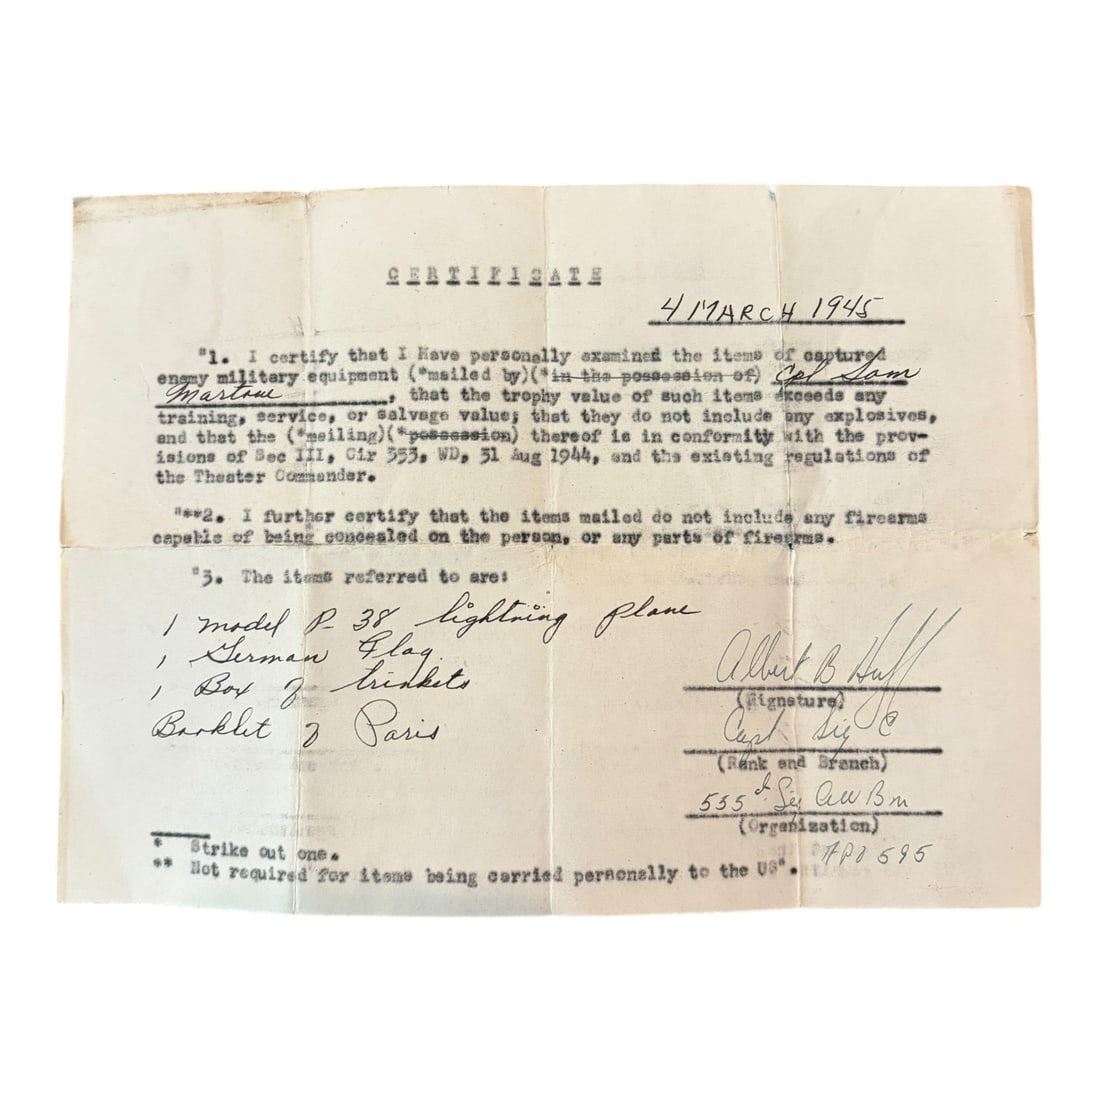 CERTIFICATE
4 MARCH 1945
"1. I certify that I Have personally examined the items of captured
enemy military equipment (*mailed by)(*in the possession of) Cpl Sam
Martone, that the trophy value of such items exceeds any
training, service, or salvage value; that they do not include any explosives,
and that the (*mailing)(*possession) thereof is in conformity with the prov-
isions of Sec III, Cir 353, WD, 31 Aug 1944, and the existing regulations of
the Theater Commander.
"**2. I further certify that the items mailed do not include any firearms
capable of being concealed on the person, or any parts of firearms.
"3. The items referred to are:
1 model P-38 lightning plane
1 German Flag
1 Box of trinkets
Booklet of Paris
Albert B Huff
(Signature)
Capt Sig C
(Rank and Branch)
555th Sig AW Bn
(Organization)
APO 595
* Strike out one.
** Not required for items being carried personally to the US".